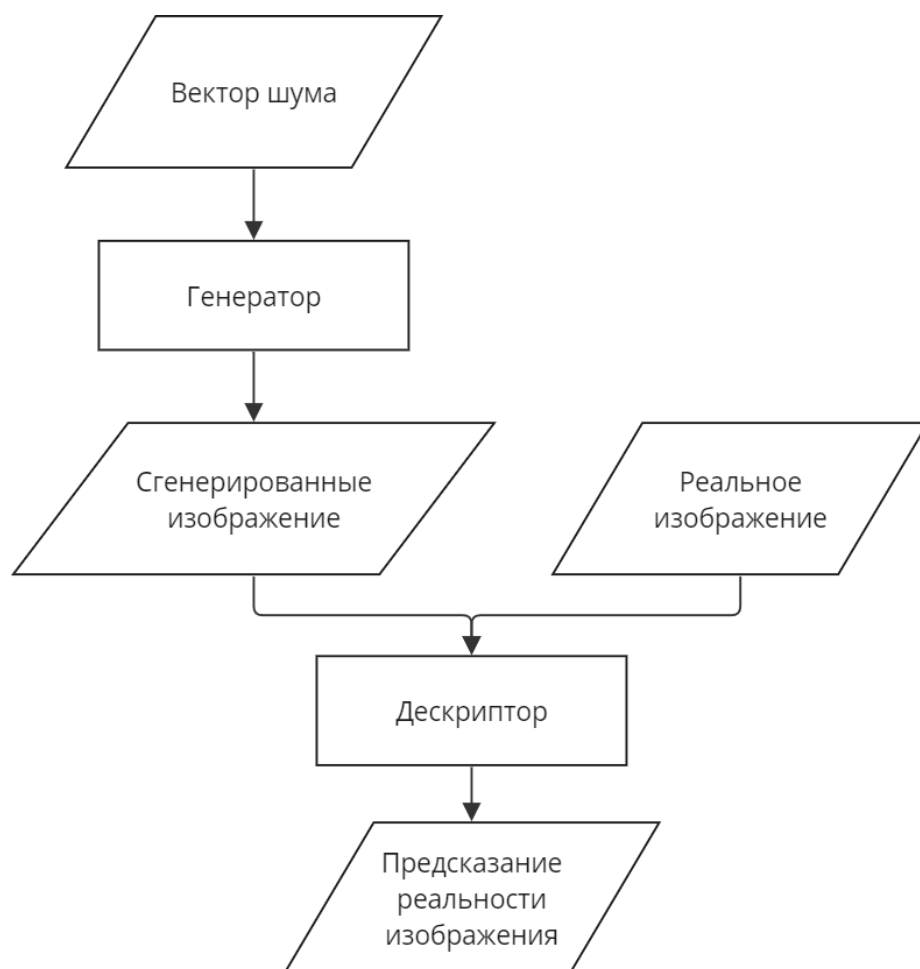 Вектор шума
Генератор
Сгенерированные
изображение
Реальное
изображение
Дескриптор
Предсказание
реальности
изображения